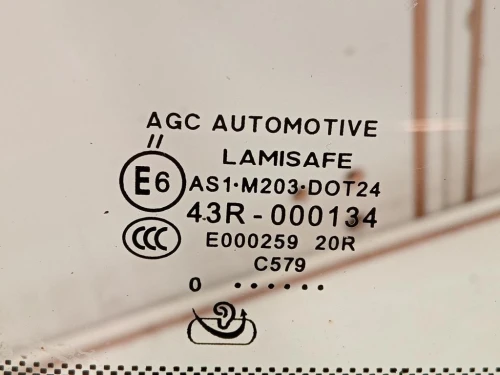 AGC AUTOMOTIVE
"
LAMISAFE
E6 AS1·M203·DOT24
43R-000134
CCC E000259 20R
C579
0 ······